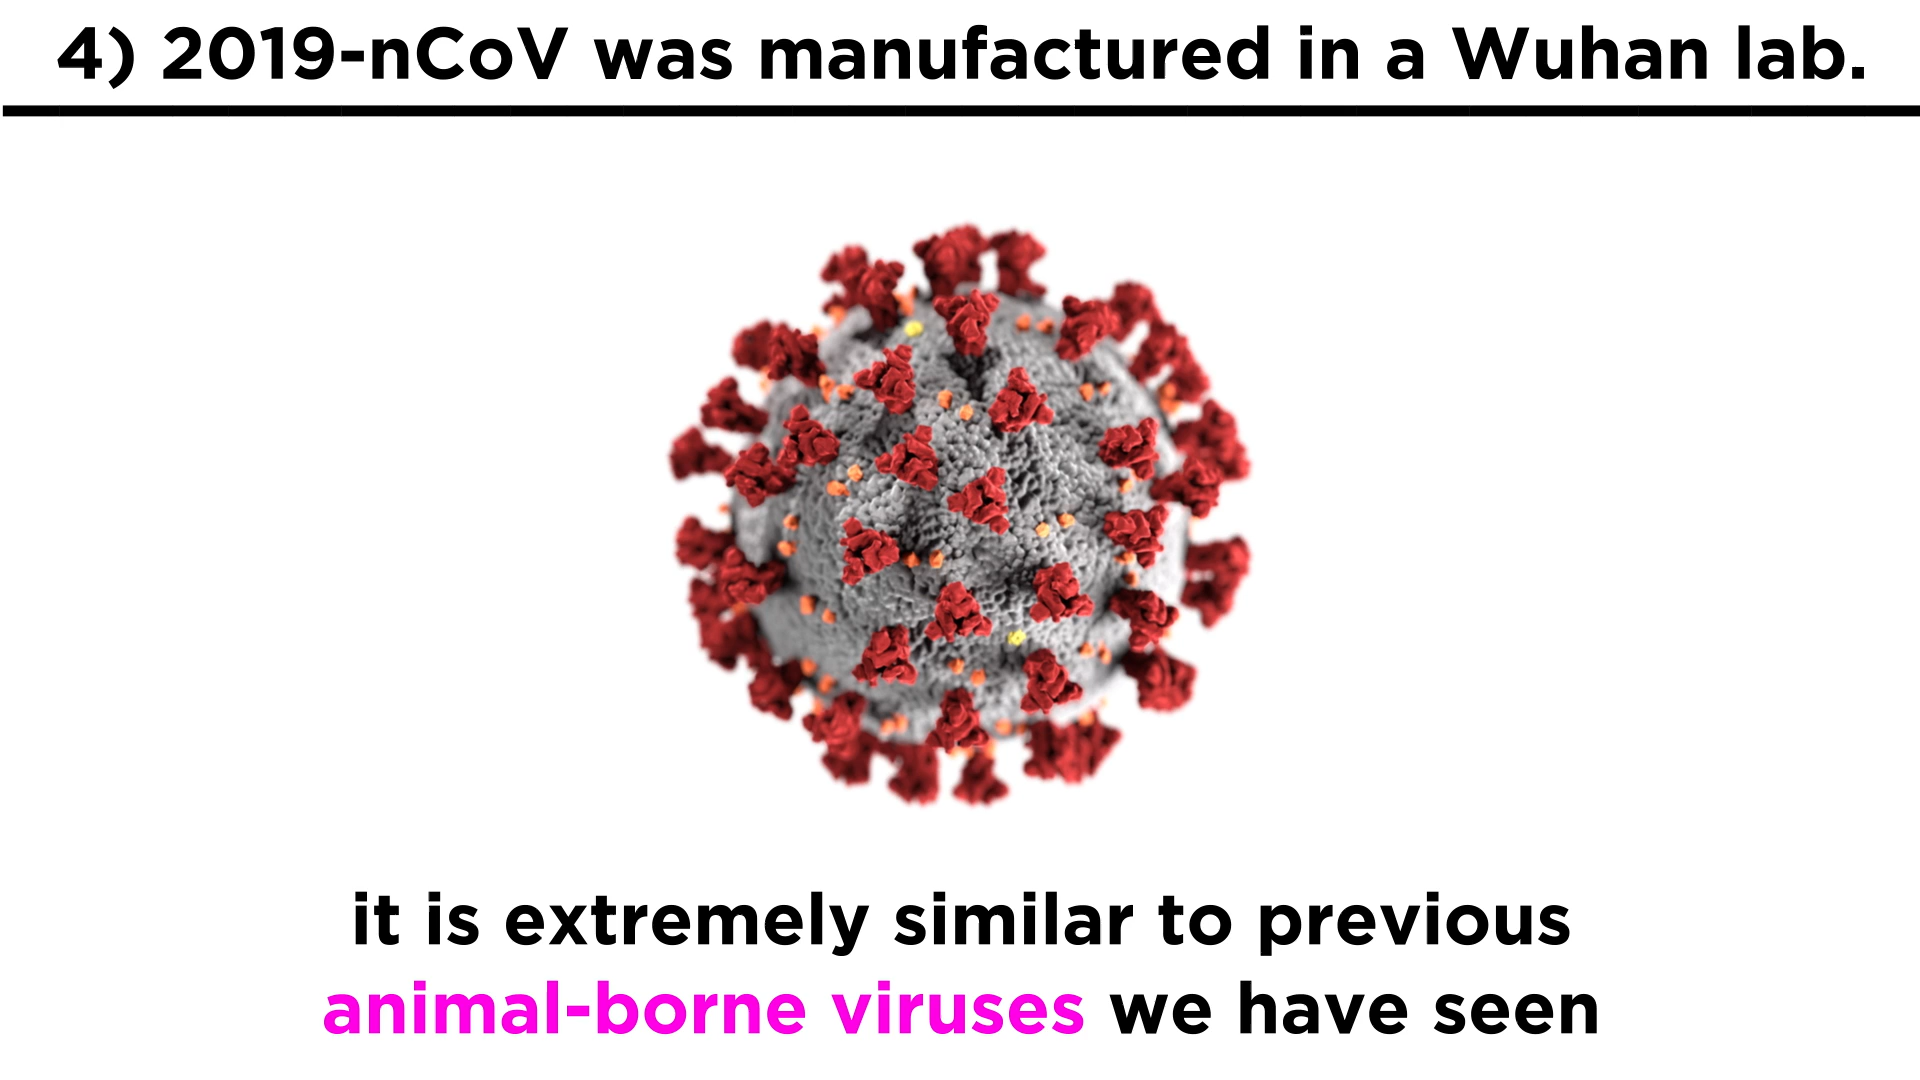 4) 2019-nCoV was manufactured in a Wuhan lab.
it is extremely similar to previous
animal-borne viruses we have seen